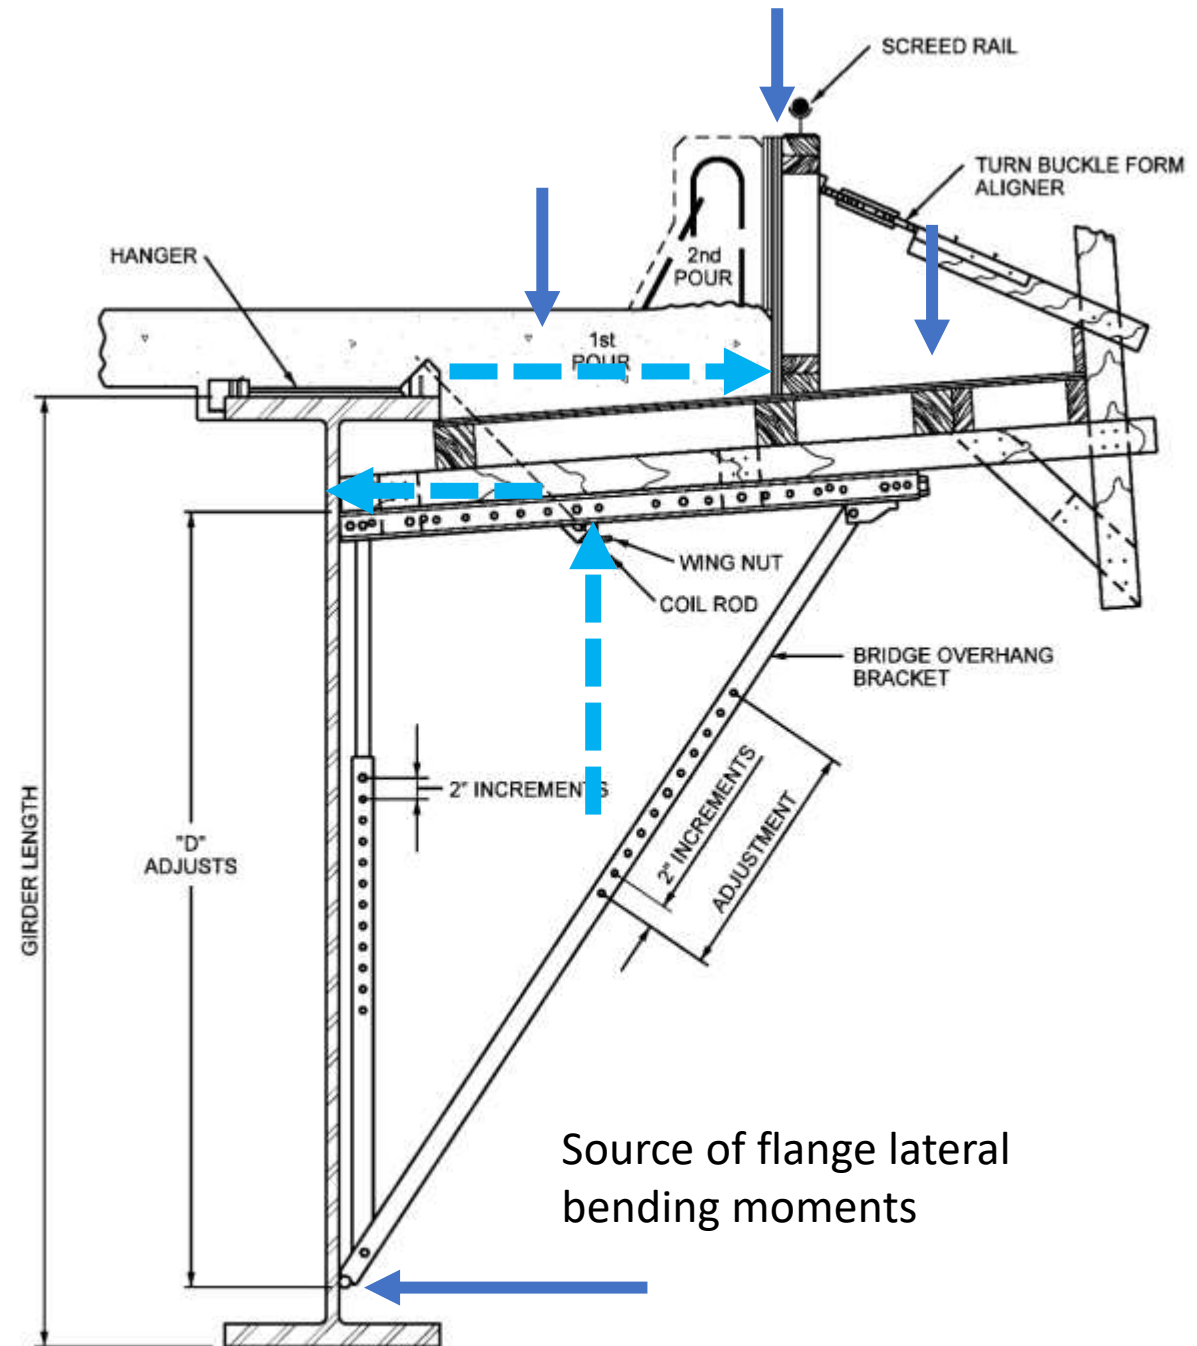 SCREED RAIL
TURN BUCKLE FORM
ALIGNER
HANGER
2nd
POUR
1st
POUR
WING NUT
COIL ROD
BRIDGE OVERHANG
BRACKET
2" INCREMENTS
"D"
ADJUSTS
GIRDER LENGTH
2" INCREMENTS
ADJUSTMENT
Source of flange lateral
bending moments